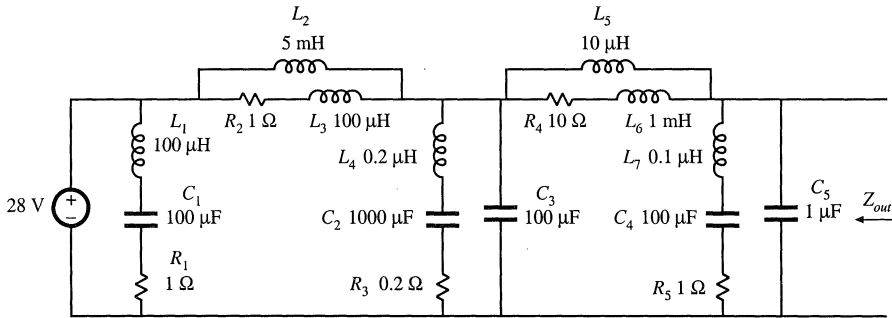 L2
5 mH
L5
10 µH
L1
100 µH
R2 1 Ω
L3 100 µH
R4 10 Ω
L6 1 mH
L4 0.2 µH
L7 0.1 µH
28 V
+
−
C1
100 µF
C2 1000 µF
C3
100 µF
C4 100 µF
C5
1 µF
Zout
R1
1 Ω
R3 0.2 Ω
R5 1 Ω